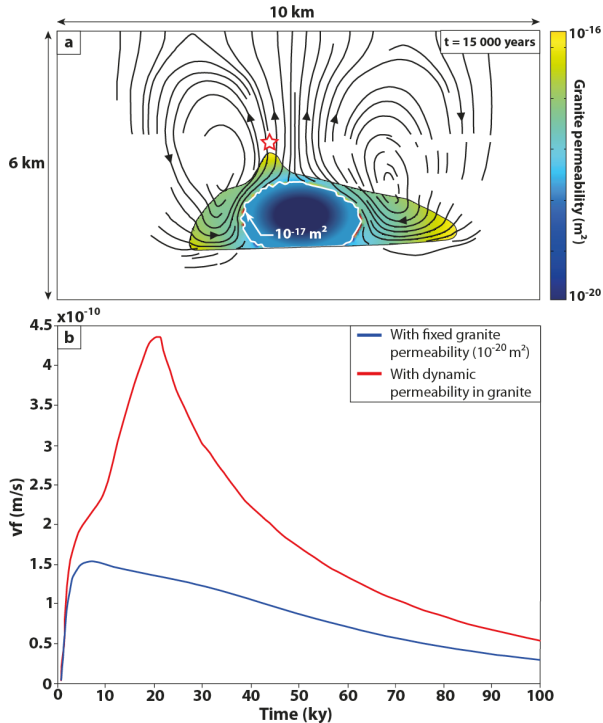 10 km
a
t = 15 000 years
6 km
10-17 m2
10-16
Granite permeability (m2)
10-20
x10-10
b
With fixed granite
permeability (10-20 m2)
With dynamic
permeability in granite
4.5
4
3.5
3
2.5
2
1.5
1
0.5
0
vf (m/s)
0 10 20 30 40 50 60 70 80 90 100
Time (ky)